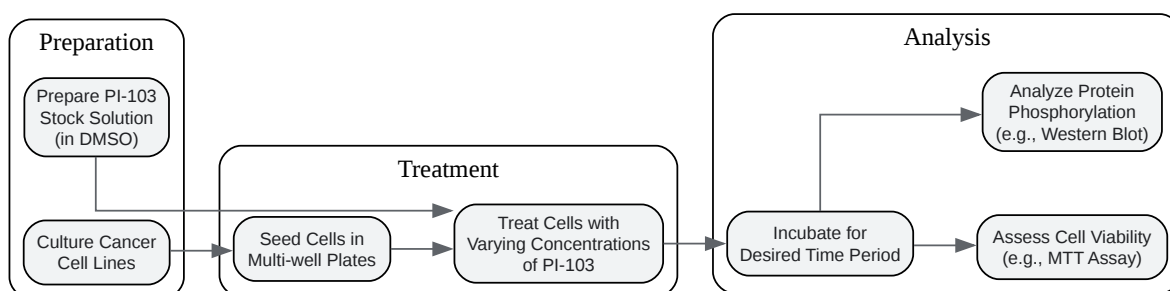 Preparation
Prepare PI-103
Stock Solution
(in DMSO)
Culture Cancer
Cell Lines
Treatment
Seed Cells in
Multi-well Plates
Treat Cells with
Varying Concentrations
of PI-103
Analysis
Incubate for
Desired Time Period
Analyze Protein
Phosphorylation
(e.g., Western Blot)
Assess Cell Viability
(e.g., MTT Assay)